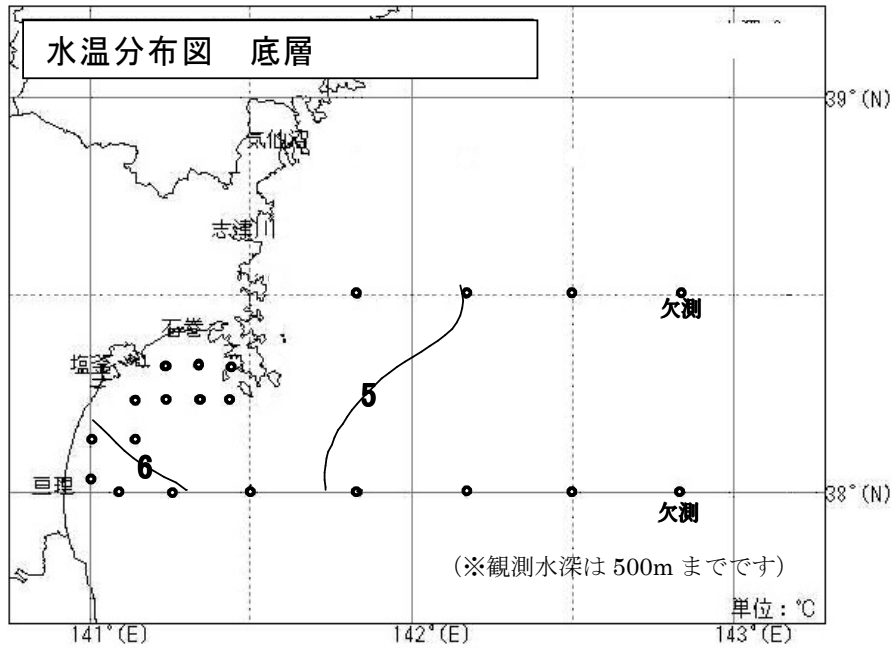 水温分布図 底層
39°(N)
気仙沼
志津川
欠測
石巻
塩釜
5
6
亘理
38°(N)
欠測
(※観測水深は 500m までです)
単位：℃
141°(E)
142°(E)
143°(E)